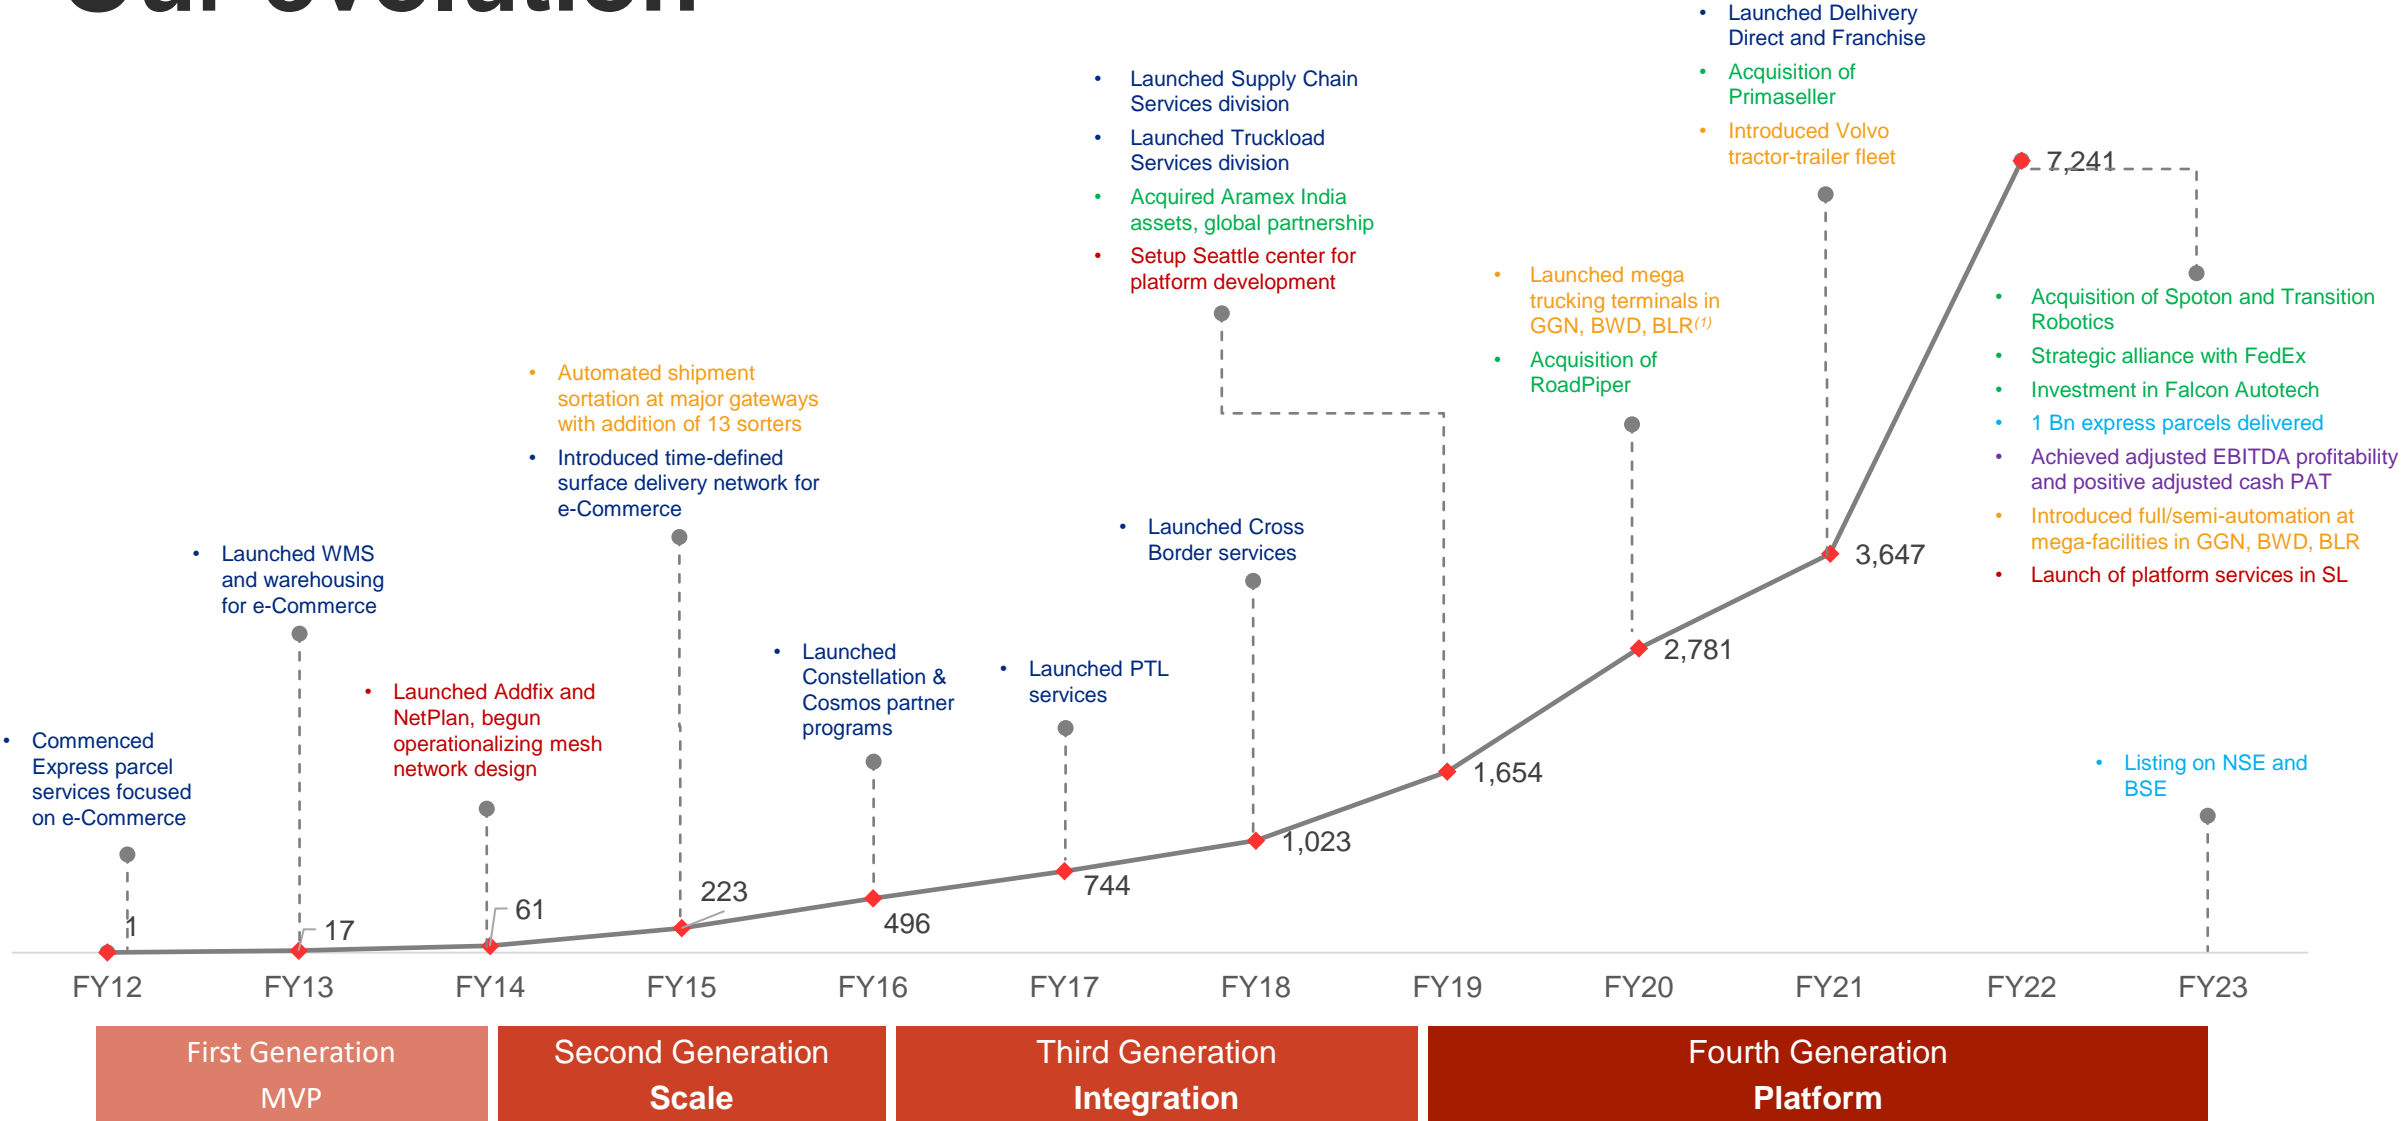 Our evolution
• Launched Delhivery
Direct and Franchise
• Acquisition of
Primaseller
• Introduced Volvo
tractor-trailer fleet
• Launched Supply Chain
Services division
• Launched Truckload
Services division
• Acquired Aramex India
assets, global partnership
• Setup Seattle center for
platform development
7,241
• Launched mega
trucking terminals in
GGN, BWD, BLR(1)
• Acquisition of
RoadPiper
• Acquisition of Spoton and Transition
Robotics
• Strategic alliance with FedEx
• Investment in Falcon Autotech
• 1 Bn express parcels delivered
• Achieved adjusted EBITDA profitability
and positive adjusted cash PAT
• Introduced full/semi-automation at
mega-facilities in GGN, BWD, BLR
• Launch of platform services in SL
• Automated shipment
sortation at major gateways
with addition of 13 sorters
• Introduced time-defined
surface delivery network for
e-Commerce
• Launched Cross
Border services
• Launched WMS
and warehousing
for e-Commerce
3,647
• Launched
Constellation &
Cosmos partner
programs
• Launched PTL
services
2,781
• Launched Addfix and
NetPlan, begun
operationalizing mesh
network design
• Commenced
Express parcel
services focused
on e-Commerce
• Listing on NSE and
BSE
1,654
1,023
744
223
496
61
17
1
FY12 FY13 FY14 FY15 FY16 FY17 FY18 FY19 FY20 FY21 FY22 FY23
First Generation
MVP
Second Generation
Scale
Third Generation
Integration
Fourth Generation
Platform